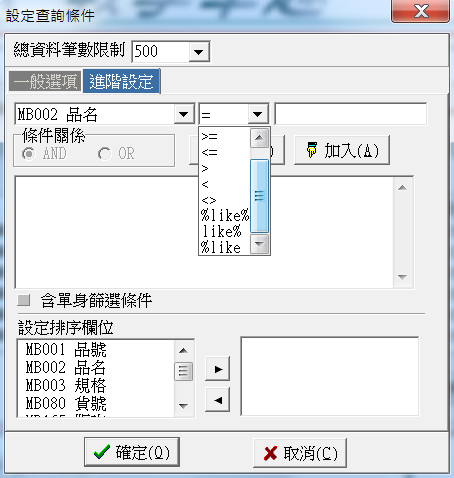 設定查詢條件
總資料筆數限制 500
一般選項 進階設定
MB002 品名 =
條件關係
AND OR
加入(A)
>=
<=
>
<
<>
%like%
like%
%like
含單身篩選條件
設定排序欄位
MB001 品號
MB002 品名
MB003 規格
MB080 貨號
確定(O) 取消(C)